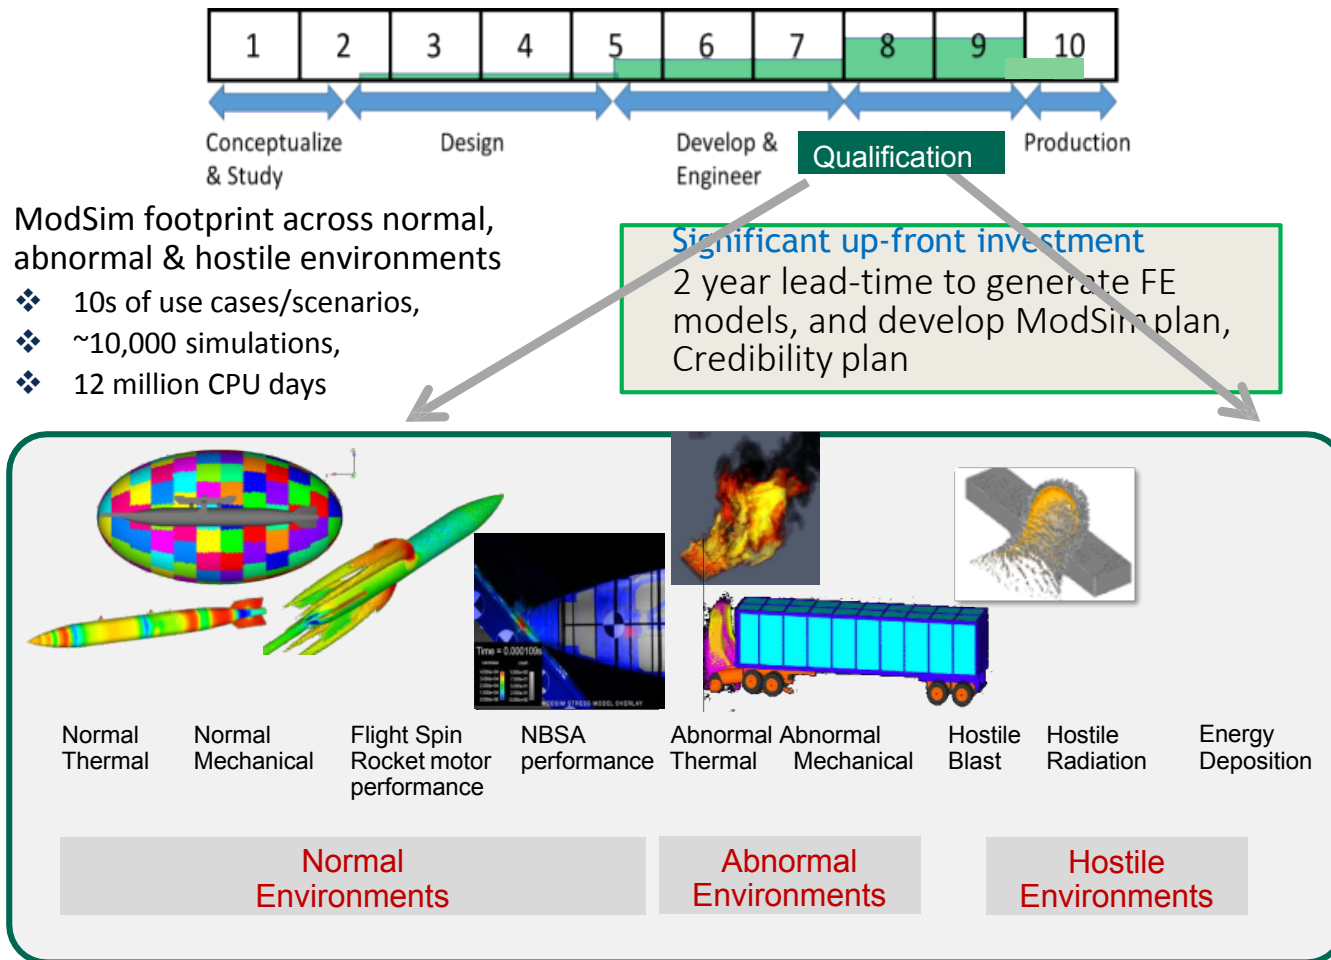 1 2 3 4 5 6 7 8 9 10
Conceptualize
& Study
Design
Develop &
Engineer
Qualification
Production
ModSim footprint across normal,
abnormal & hostile environments
❖ 10s of use cases/scenarios,
❖ ~10,000 simulations,
❖ 12 million CPU days
Significant up-front investment
2 year lead-time to generate FE
models, and develop ModSim plan,
Credibility plan
Time = 0.000109s
STRESS MODEL OVERLAY
Normal
Thermal
Normal
Mechanical
Flight Spin
Rocket motor
performance
NBSA
performance
Abnormal
Thermal
Abnormal
Mechanical
Hostile
Blast
Hostile
Radiation
Energy
Deposition
Normal
Environments
Abnormal
Environments
Hostile
Environments